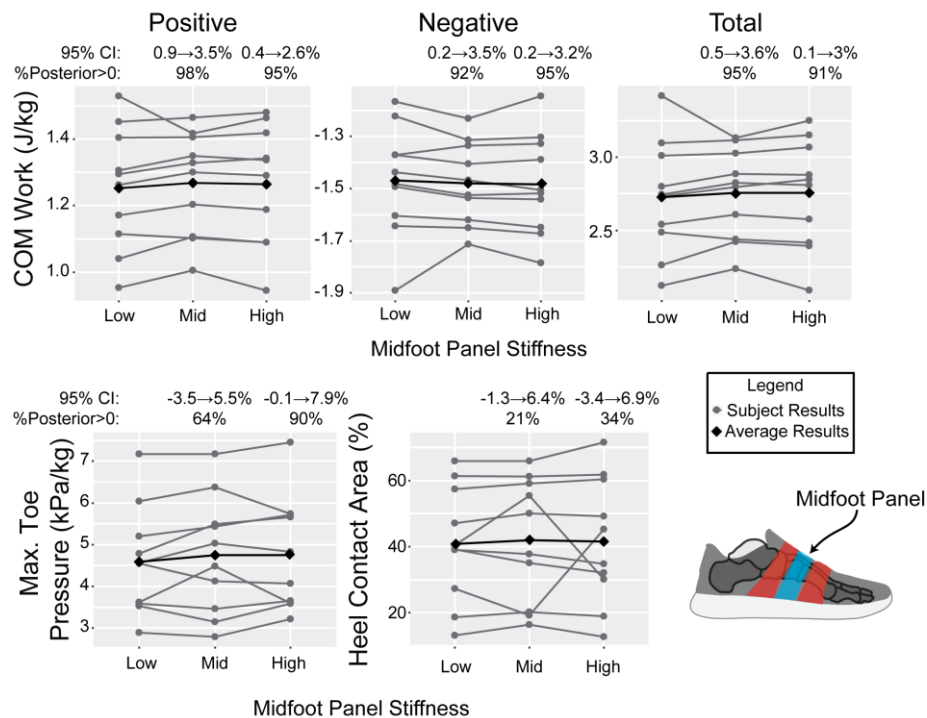 Positive
Negative
Total
95% CI: 0.9→3.5% 0.4→2.6% 0.2→3.5% 0.2→3.2% 0.5→3.6% 0.1→3%
%Posterior>0: 98% 95% 92% 95% 95% 91%
COM Work (J/kg)
1.4
1.2
1.0
Low Mid High
-1.3
-1.5
-1.7
-1.9
Low Mid High
3.0
2.5
Low Mid High
Midfoot Panel Stiffness
95% CI: -3.5→5.5% -0.1→7.9% -1.3→6.4% -3.4→6.9%
%Posterior>0: 64% 90% 21% 34%
Max. Toe
Pressure (kPa/kg)
7
6
5
4
3
Low Mid High
Heel Contact Area (%)
60
40
20
Low Mid High
Midfoot Panel Stiffness
Legend
Subject Results
Average Results
Midfoot Panel